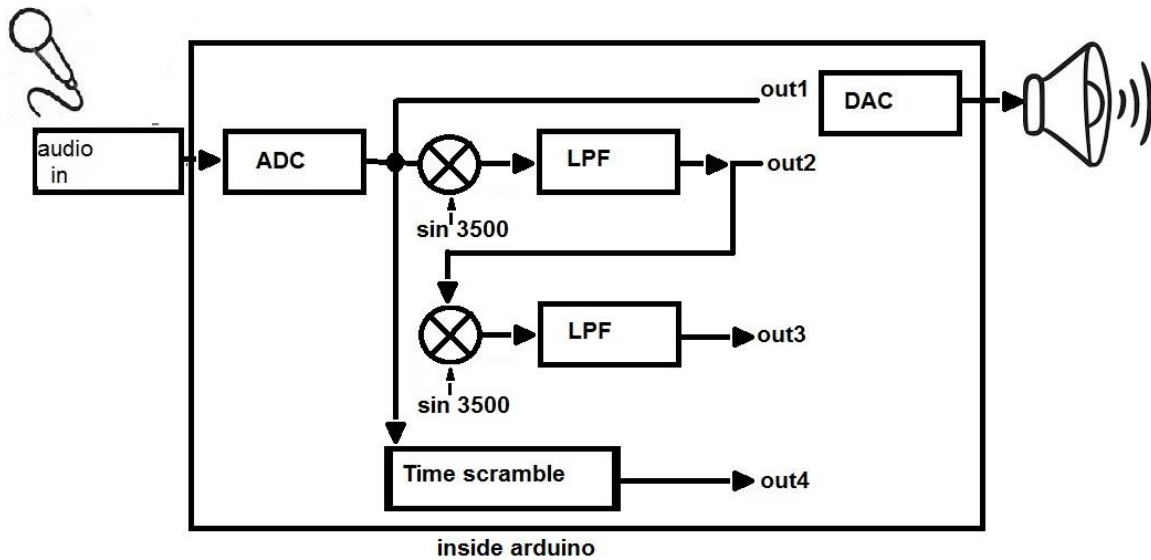 audio
in
ADC
LPF
out1
DAC
out2
sin 3500
LPF
out3
sin 3500
Time scramble
out4
inside arduino